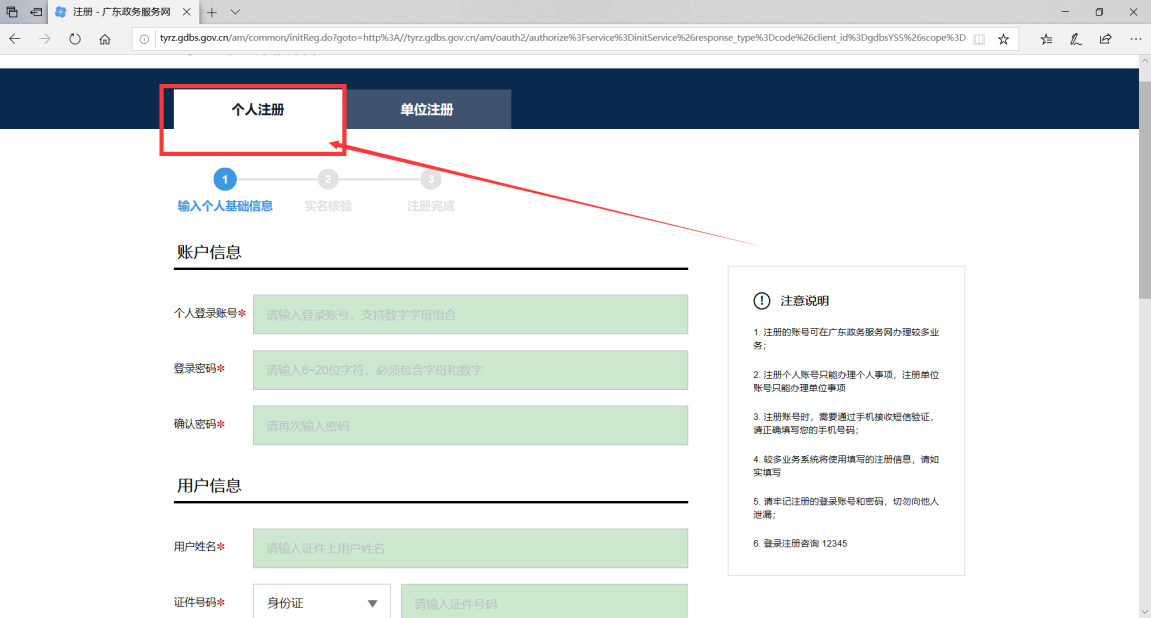 注册 - 广东政务服务网
tyrz.gdbs.gov.cn/am/common/initReg.do?goto=http%3A//tyrz.gdbs.gov.cn/am/oauth2/authorize%3Fservice%3DinitService%26response_type%3Dcode%26client_id%3DgdbsYSS%26scope%3D
个人注册
单位注册
1
2
3
输入个人基础信息
实名核验
注册完成
账户信息
个人登录账号*
请输入登录账号，支持数字字母组合
登录密码*
请输入8~20位字符，必须包含字母和数字
确认密码*
请再次输入密码
用户信息
用户姓名*
请输入证件上用户姓名
证件号码*
身份证
请输入证件号码
注意说明
1. 注册的账号可在广东政务服务网办理较多业
务；
2. 注册个人账号只能办理个人事项，注册单位
账号只能办理单位事项
3. 注册账号时，需要通过手机接收短信验证，
请正确填写您的手机号码；
4. 较多业务系统将使用填写的注册信息，请如
实填写
5. 请牢记注册的登录账号和密码，切勿向他人
泄漏；
6. 登录注册咨询 12345